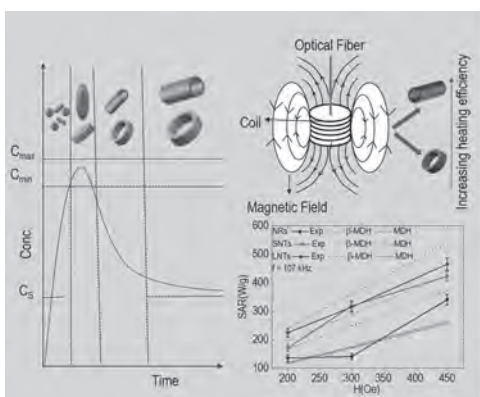 Optical Fiber
Coil
Increasing heating efficiency
Magnetic Field
Cmax
Cmin
Conc.
CS
Time
600
500
400
300
200
100
SAR(W/g)
NRs Exp β-MDH MDH
SNTs Exp β-MDH MDH
LNTs Exp β-MDH MDH
f = 107 kHz
200 250 300 350 400 450
H(Oe)